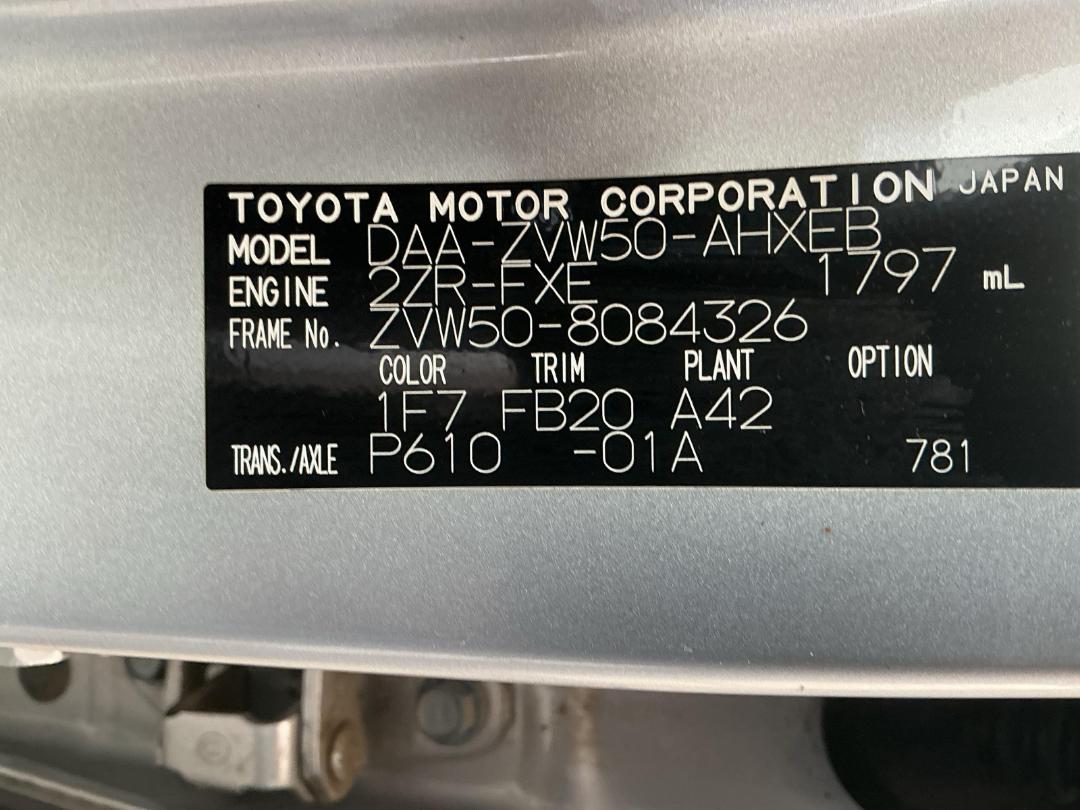 TOYOTA MOTOR CORPORATION JAPAN
MODEL DAA-ZVW50-AHXEB
ENGINE 2ZR-FXE 1797 mL
FRAME No. ZVW50-8084326
COLOR TRIM PLANT OPTION
1F7 FB20 A42
TRANS./AXLE P610 -01A 781